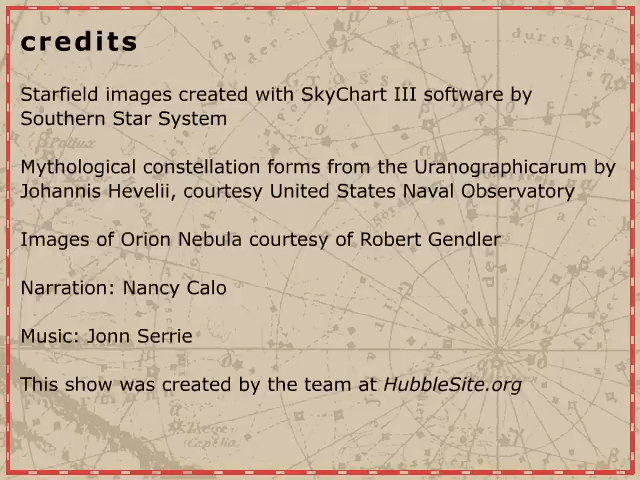 credits
Starfield images created with SkyChart III software by
Southern Star System
Mythological constellation forms from the Uranographicarum by
Johannis Hevelii, courtesy United States Naval Observatory
Images of Orion Nebula courtesy of Robert Gendler
Narration: Nancy Calo
Music: Jonn Serrie
This show was created by the team at HubbleSite.org